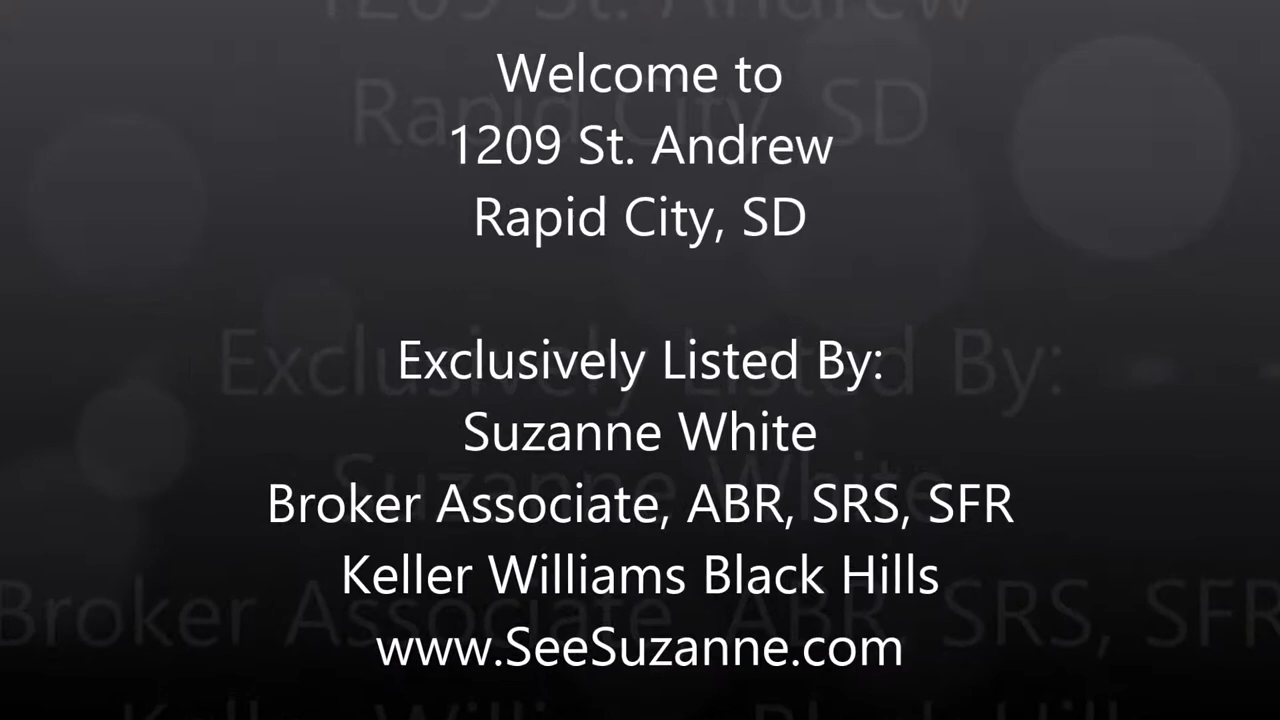 Welcome to
1209 St. Andrew
Rapid City, SD
Exclusively Listed By:
Suzanne White
Broker Associate, ABR, SRS, SFR
Keller Williams Black Hills
www.SeeSuzanne.com